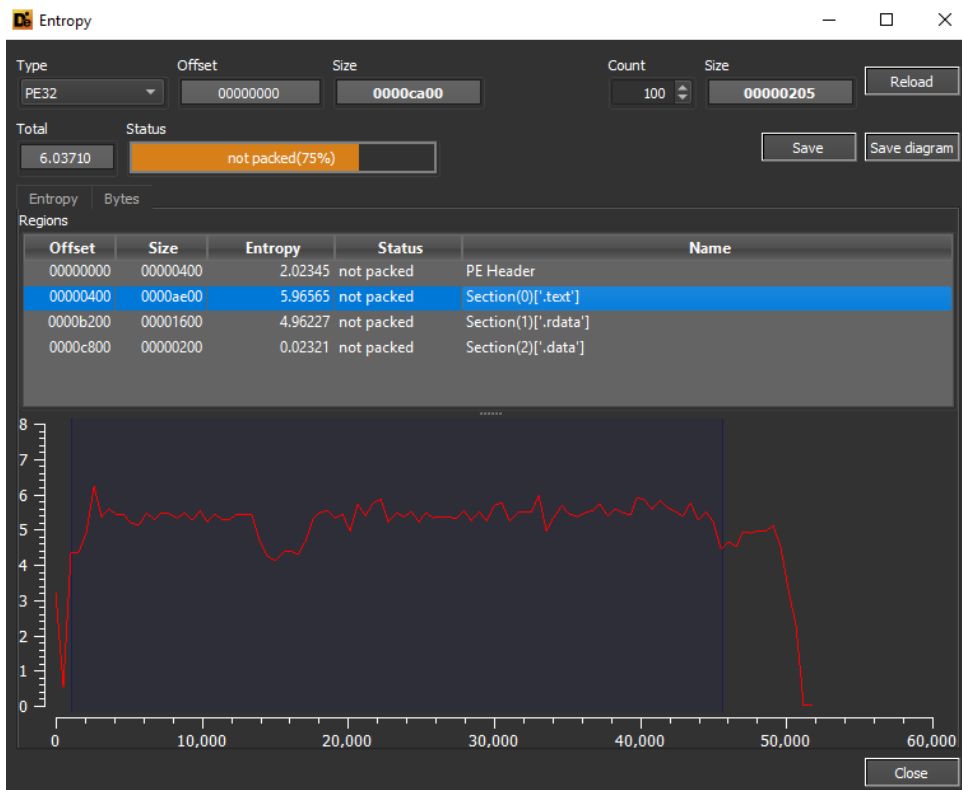 De Entropy
Type Offset Size Count Size
PE32 00000000 0000ca00 100 00000205 Reload
Total Status
6.03710 not packed(75%) Save Save diagram
Entropy Bytes
Regions
Offset Size Entropy Status Name
00000000 00000400 2.02345 not packed PE Header
00000400 0000ae00 5.96565 not packed Section(0)['.text']
0000b200 00001600 4.96227 not packed Section(1)['.rdata']
0000c800 00000200 0.02321 not packed Section(2)['.data']
8
7
6
5
4
3
2
1
0
0 10,000 20,000 30,000 40,000 50,000 60,000
Close